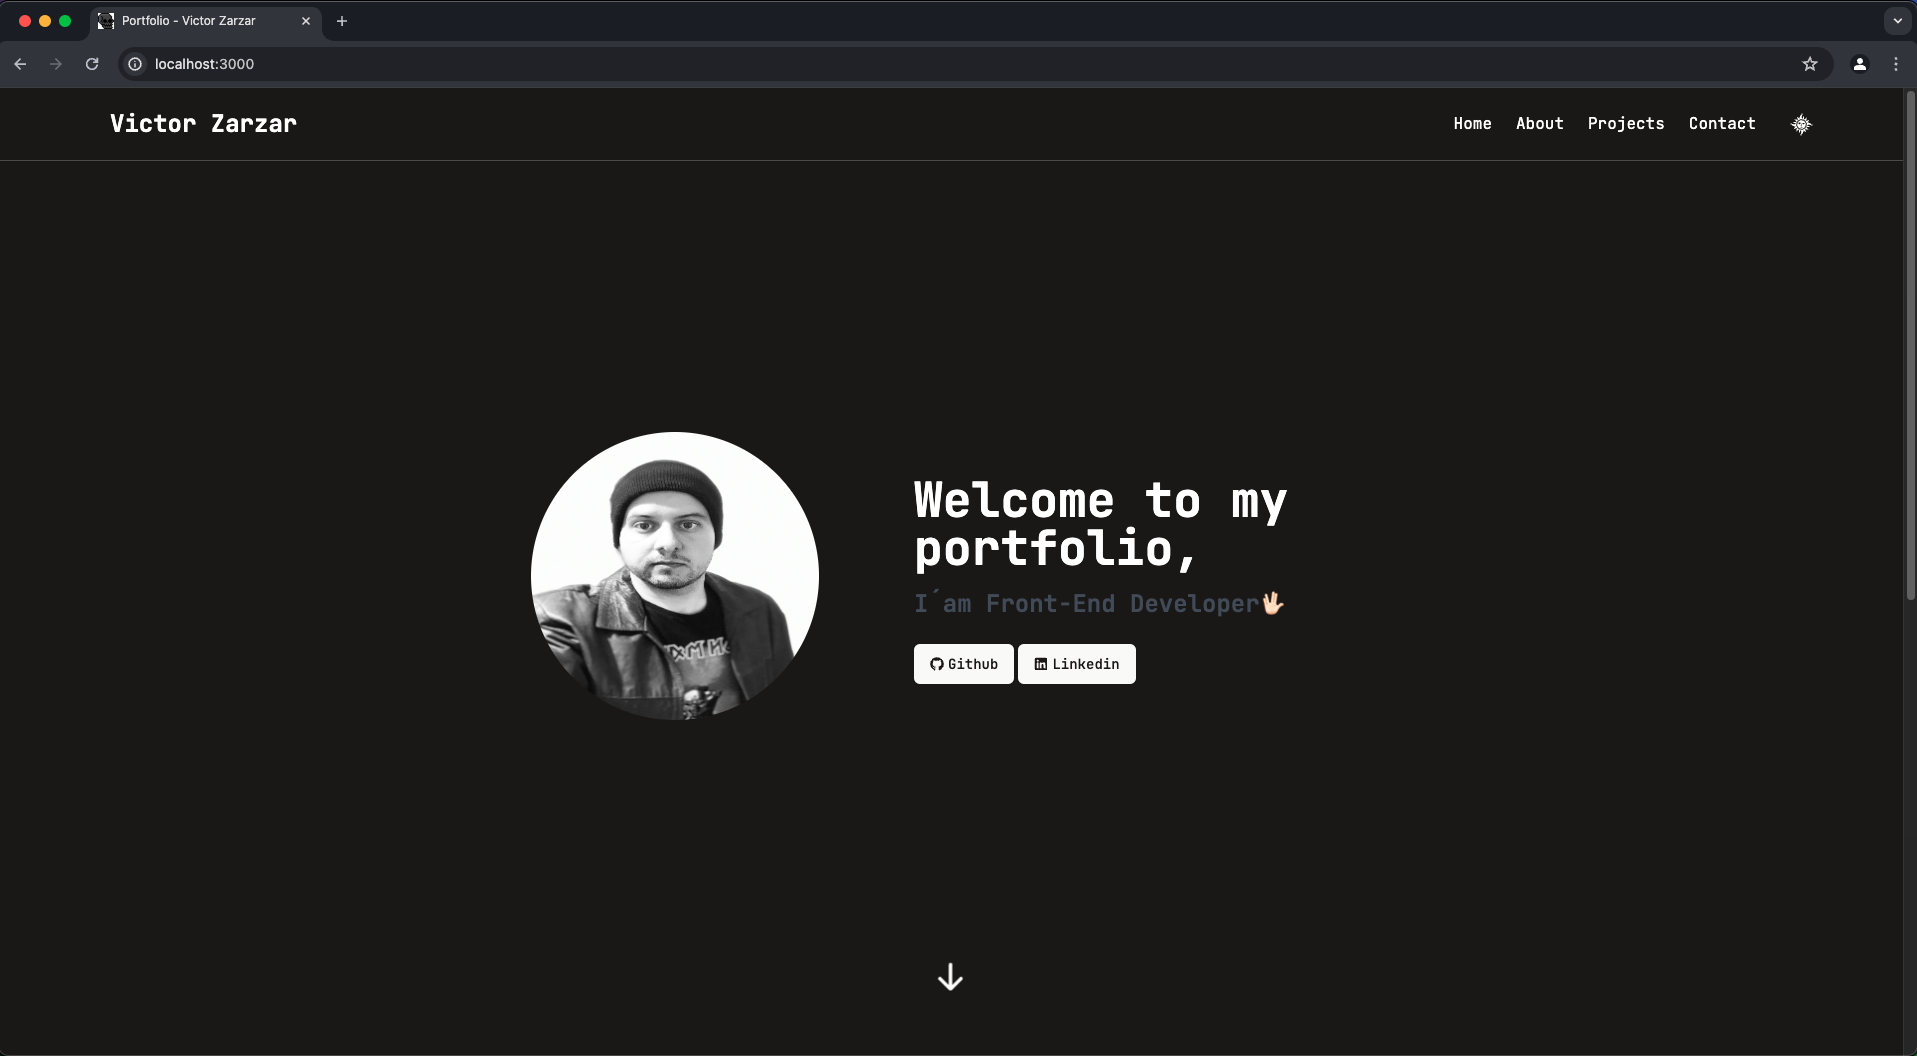 Portfolio - Victor Zarzar
localhost:3000
Victor Zarzar
Home About Projects Contact
Welcome to my
portfolio,
I´am Front-End Developer🖖🏻
Github Linkedin